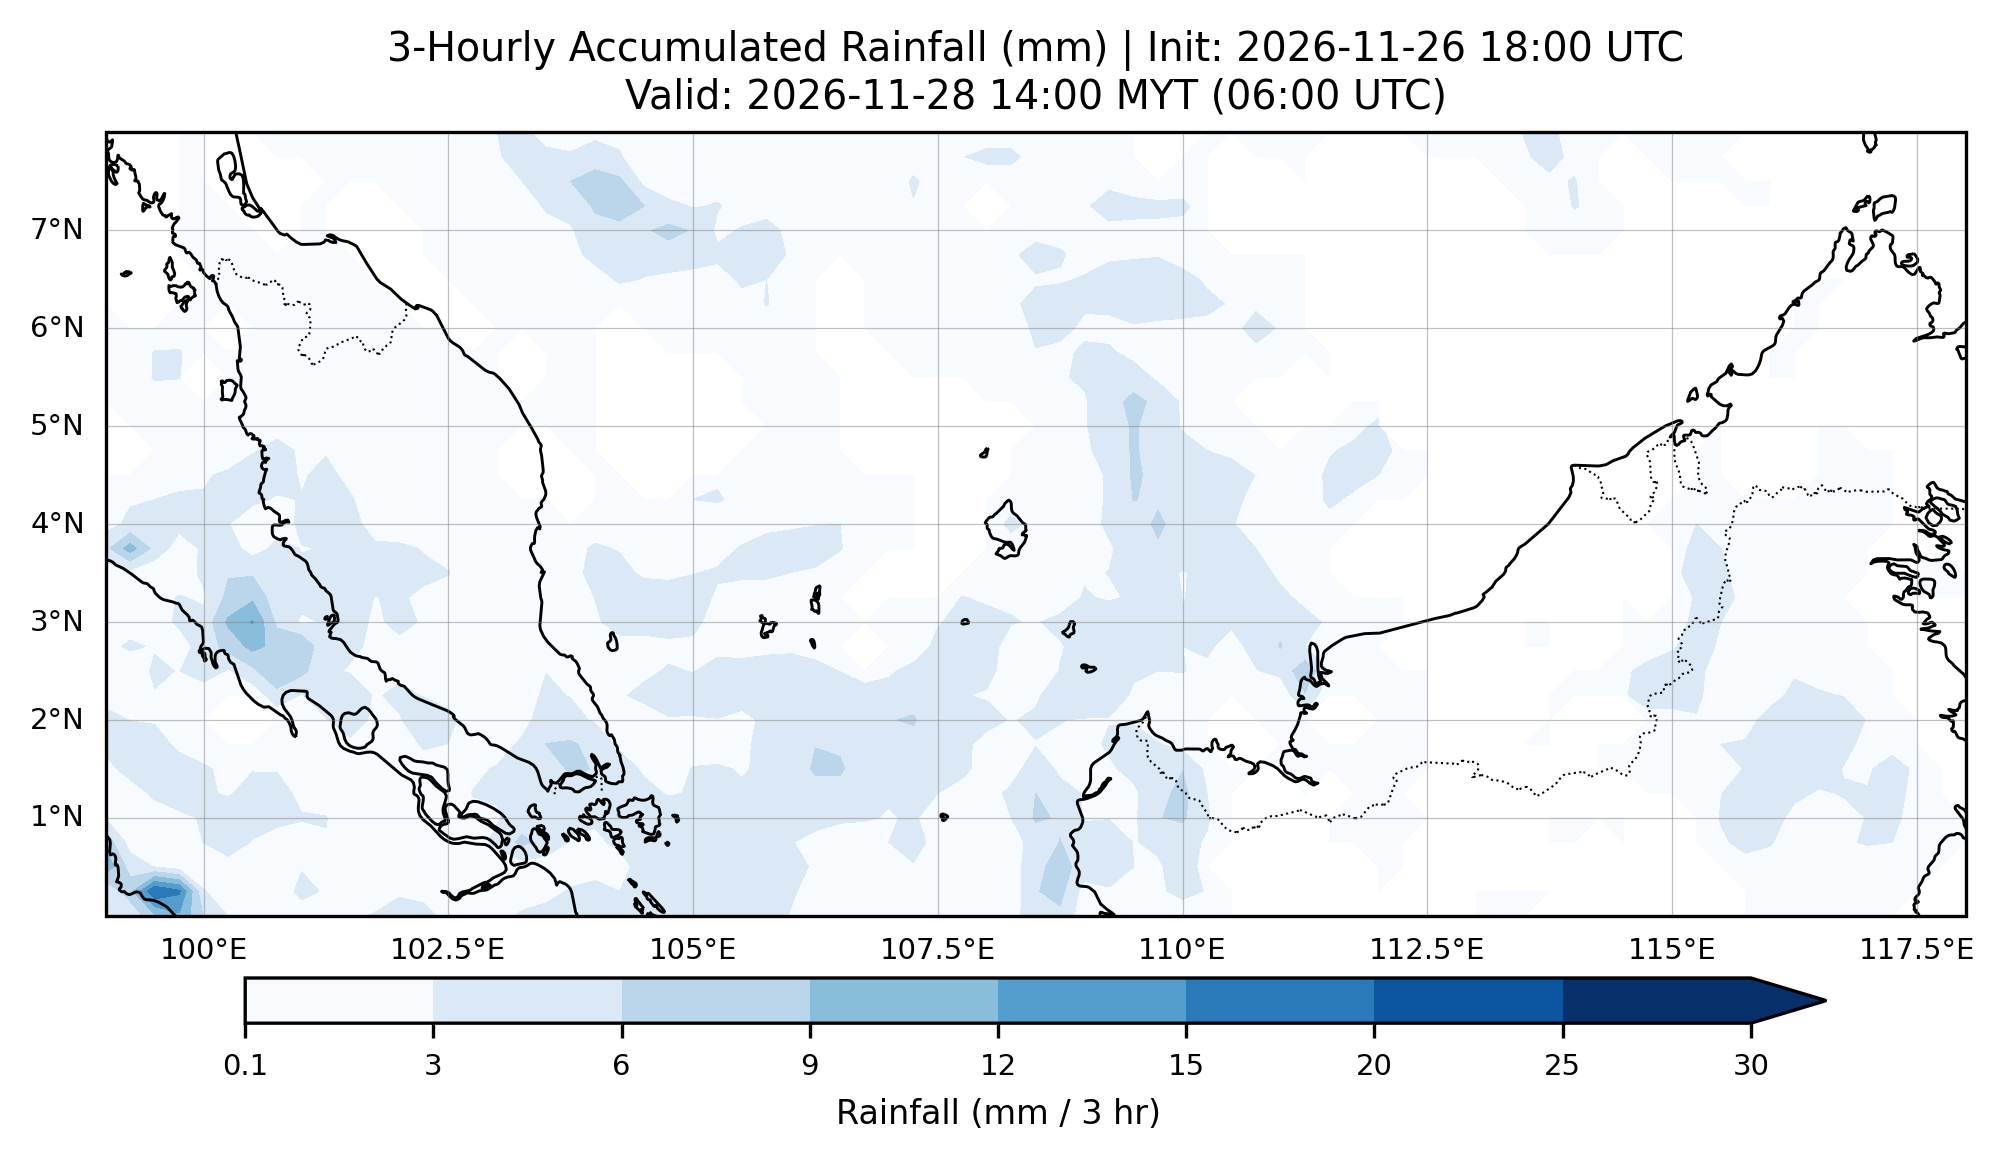 3-Hourly Accumulated Rainfall (mm) | Init: 2026-11-26 18:00 UTC
Valid: 2026-11-28 14:00 MYT (06:00 UTC)
7°N
6°N
5°N
4°N
3°N
2°N
1°N
100°E 102.5°E 105°E 107.5°E 110°E 112.5°E 115°E 117.5°E
0.1 3 6 9 12 15 20 25 30
Rainfall (mm / 3 hr)